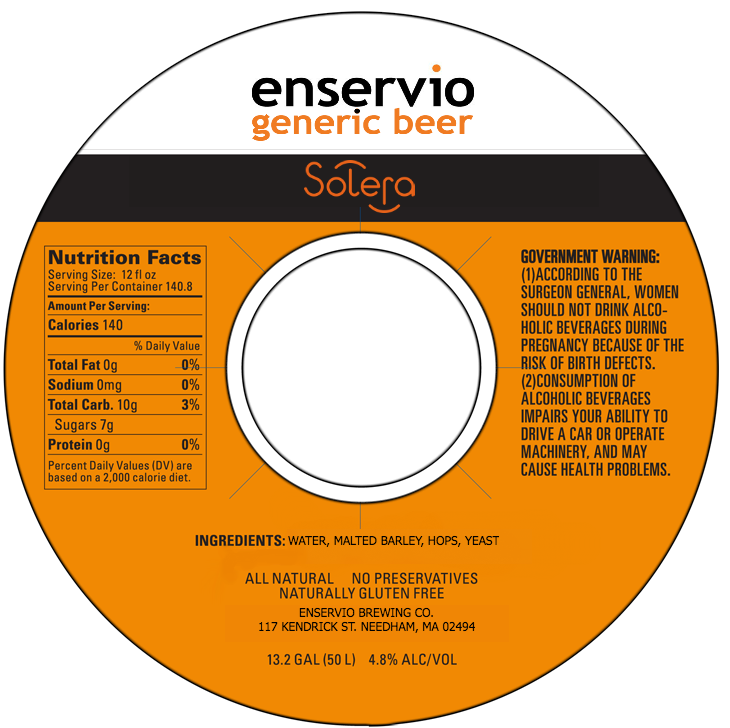 enservio
generic beer
Solera
Nutrition Facts
Serving Size: 12 fl oz
Serving Per Container 140.8
Amount Per Serving:
Calories 140
% Daily Value
Total Fat 0g 0%
Sodium 0mg 0%
Total Carb. 10g 3%
Sugars 7g
Protein 0g 0%
Percent Daily Values (DV) are
based on a 2,000 calorie diet.
GOVERNMENT WARNING:
(1)ACCORDING TO THE
SURGEON GENERAL, WOMEN
SHOULD NOT DRINK ALCO-
HOLIC BEVERAGES DURING
PREGNANCY BECAUSE OF THE
RISK OF BIRTH DEFECTS.
(2)CONSUMPTION OF
ALCOHOLIC BEVERAGES
IMPAIRS YOUR ABILITY TO
DRIVE A CAR OR OPERATE
MACHINERY, AND MAY
CAUSE HEALTH PROBLEMS.
INGREDIENTS: WATER, MALTED BARLEY, HOPS, YEAST
ALL NATURAL NO PRESERVATIVES
NATURALLY GLUTEN FREE
ENSERVIO BREWING CO.
117 KENDRICK ST. NEEDHAM, MA 02494
13.2 GAL (50 L) 4.8% ALC/VOL